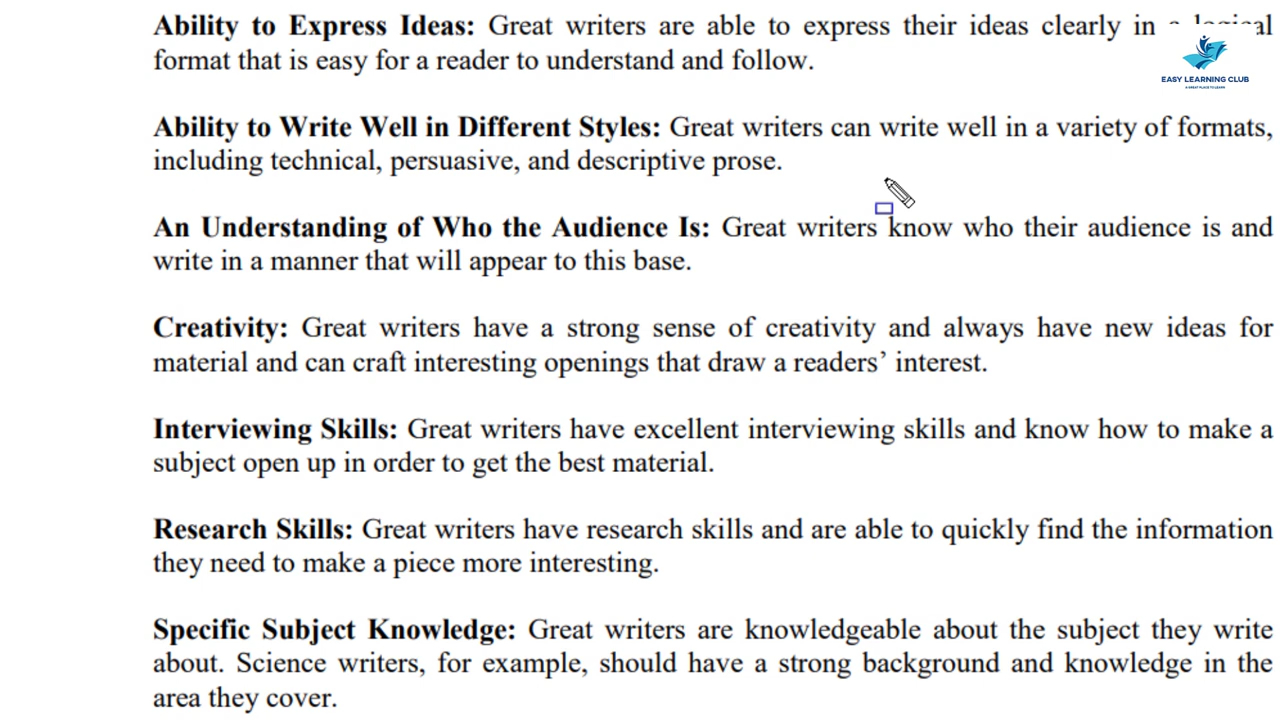 Ability to Express Ideas: Great writers are able to express their ideas clearly in a logical
format that is easy for a reader to understand and follow.
EASY LEARNING CLUB
A GREAT PLACE TO LEARN
Ability to Write Well in Different Styles: Great writers can write well in a variety of formats,
including technical, persuasive, and descriptive prose.
An Understanding of Who the Audience Is: Great writers know who their audience is and
write in a manner that will appear to this base.
Creativity: Great writers have a strong sense of creativity and always have new ideas for
material and can craft interesting openings that draw a readers’ interest.
Interviewing Skills: Great writers have excellent interviewing skills and know how to make a
subject open up in order to get the best material.
Research Skills: Great writers have research skills and are able to quickly find the information
they need to make a piece more interesting.
Specific Subject Knowledge: Great writers are knowledgeable about the subject they write
about. Science writers, for example, should have a strong background and knowledge in the
area they cover.